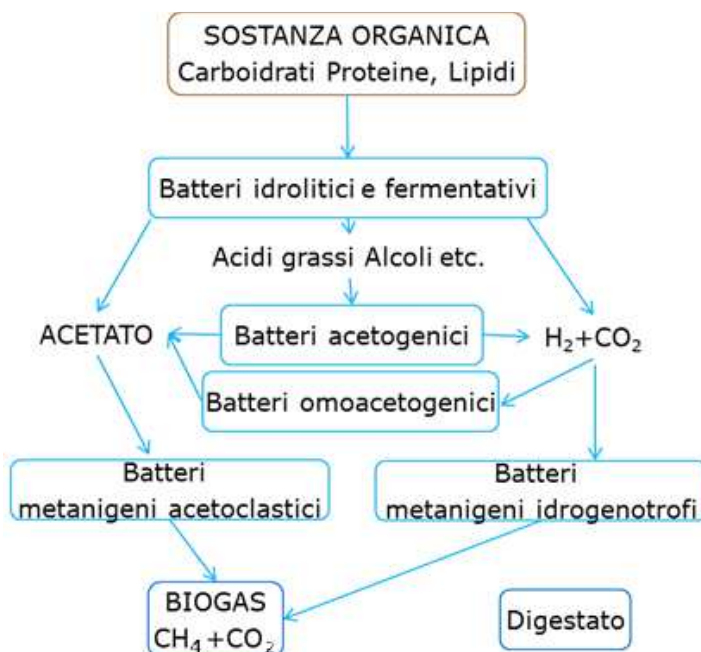 SOSTANZA ORGANICA
Carboidrati Proteine, Lipidi
Batteri idrolitici e fermentativi
Acidi grassi Alcoli etc.
ACETATO
Batteri acetogenici
H₂+CO₂
Batteri omoacetogenici
Batteri
metanigeni acetoclastici
Batteri
metanigeni idrogenotrofi
BIOGAS
CH₄+CO₂
Digestato